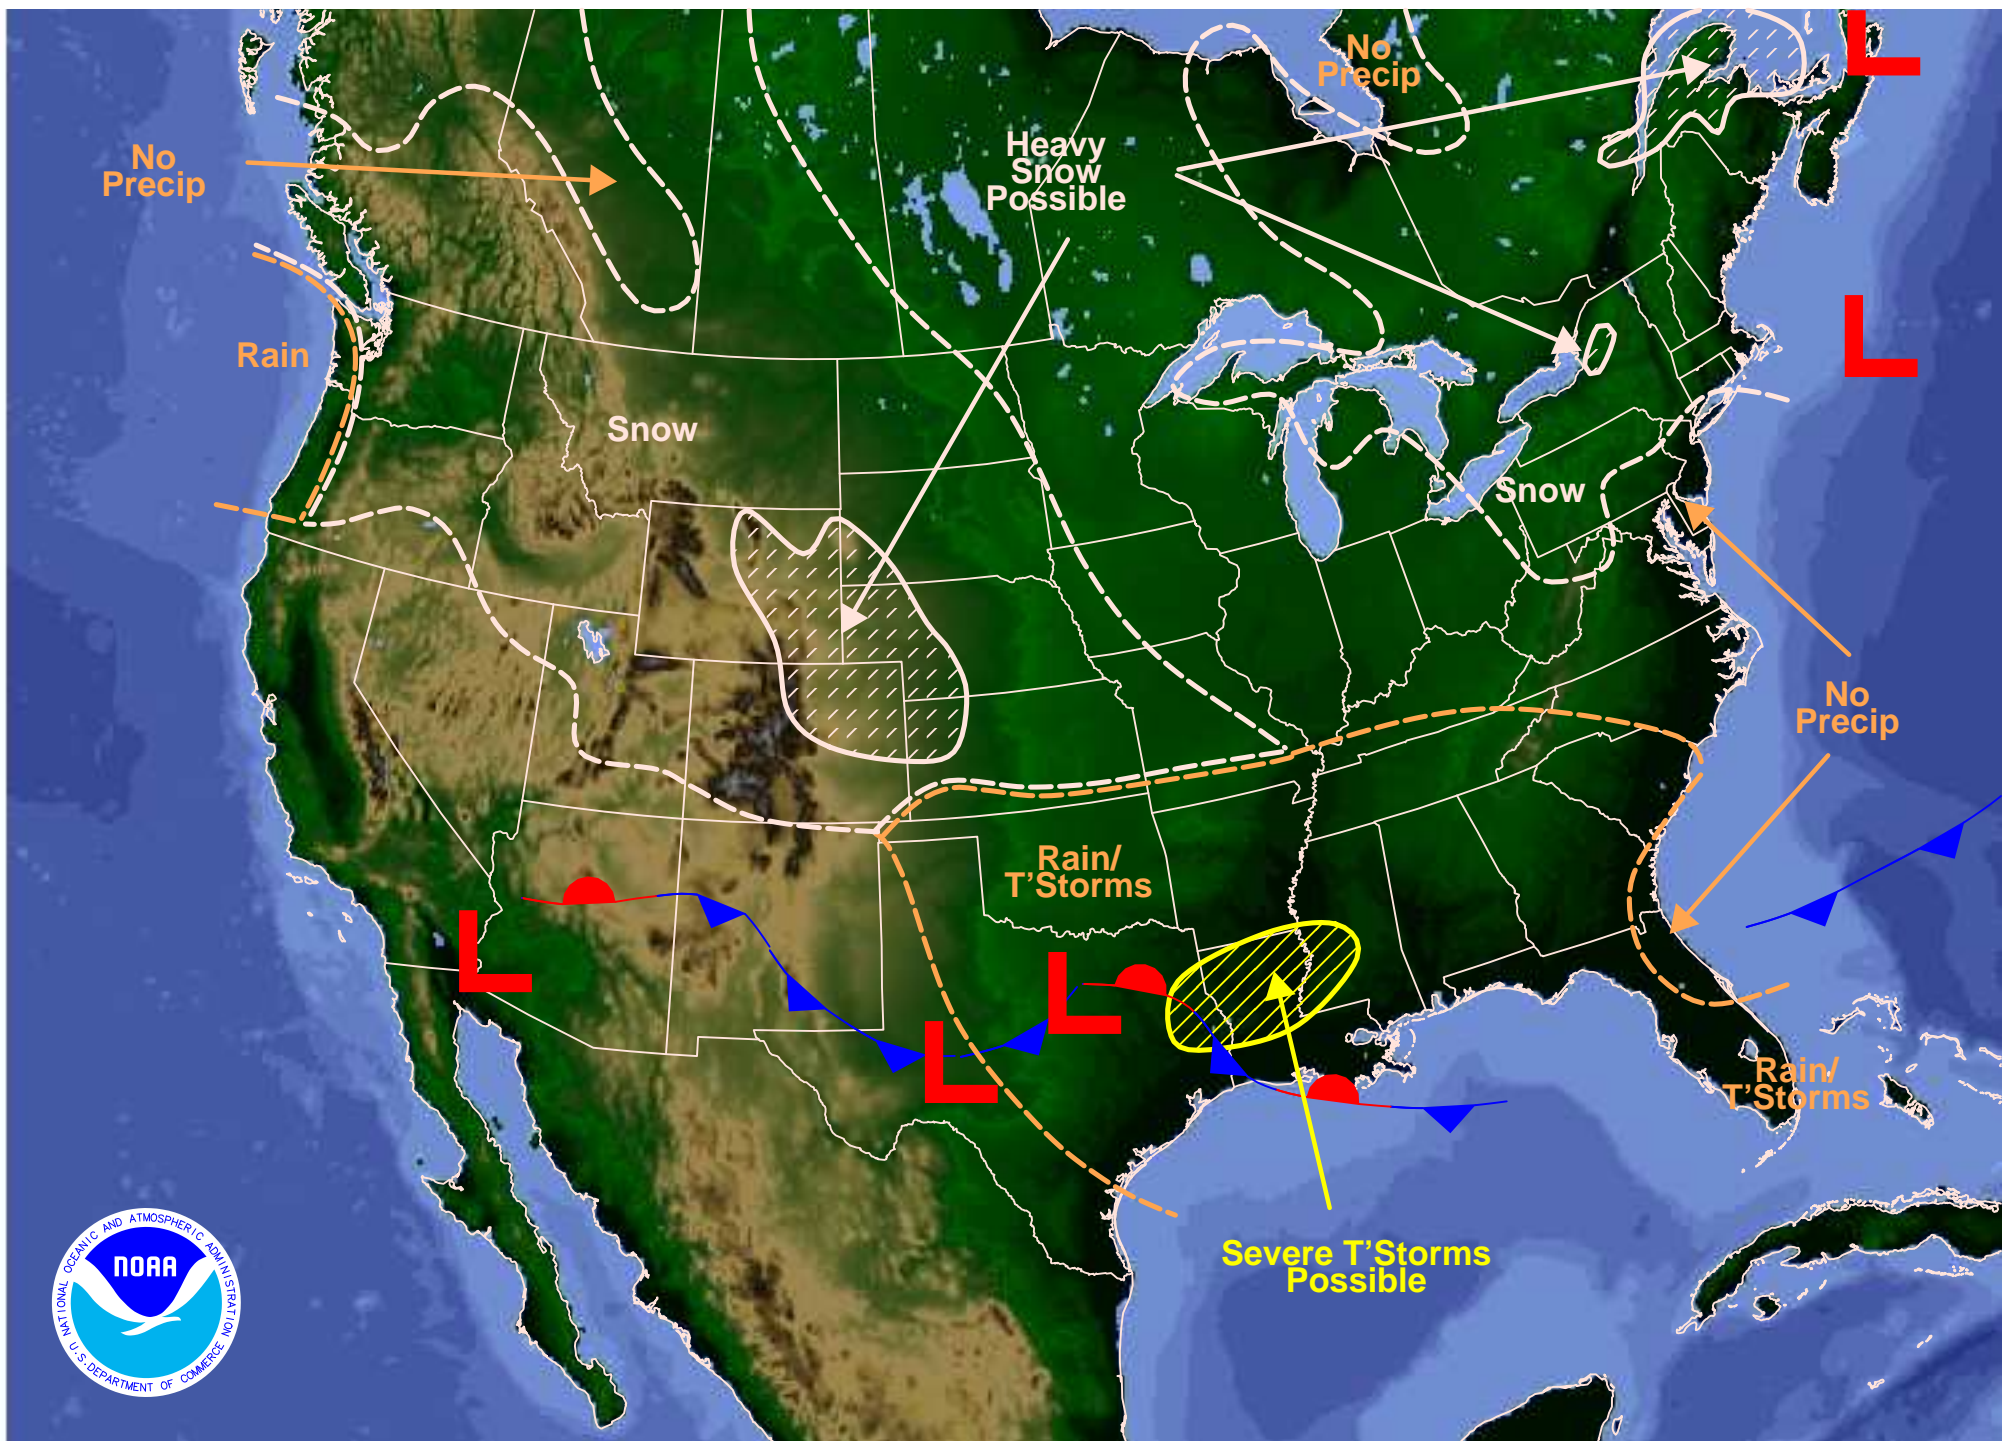 No
Precip
No
Precip
Heavy
Snow
Possible
L
L
Rain
Snow
Snow
No
Precip
Rain/
T'Storms
L
L
L
Rain/
T'Storms
Severe T'Storms
Possible
NATIONAL OCEANIC AND ATMOSPHERIC ADMINISTRATION
NOAA
U.S. DEPARTMENT OF COMMERCE